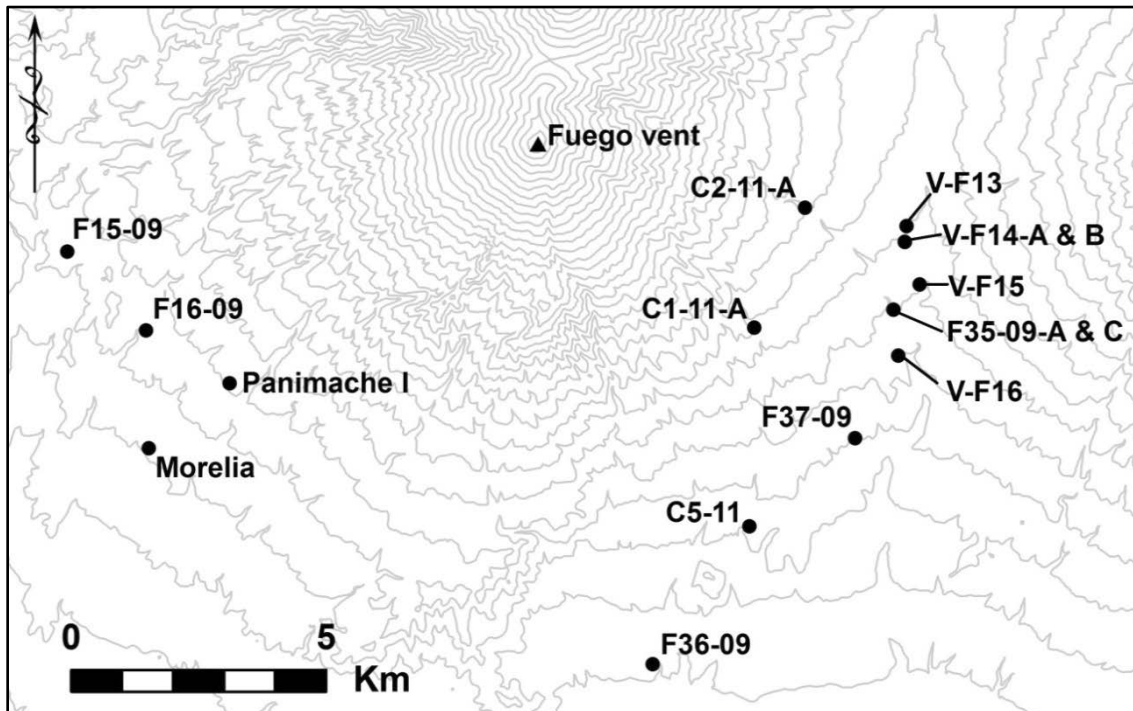 Fuego vent
C2-11-A
V-F13
F15-09
V-F14-A & B
V-F15
F16-09
C1-11-A
F35-09-A & C
Panimache I
V-F16
F37-09
Morelia
C5-11
0 5
F36-09
Km